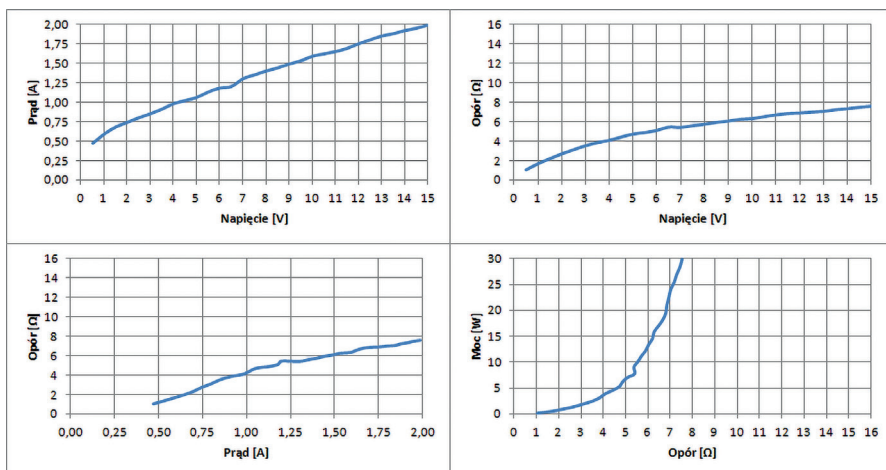 2,00
1,75
1,50
1,25
1,00
0,75
0,50
0,25
0,00
Prąd [A]
0 1 2 3 4 5 6 7 8 9 10 11 12 13 14 15
Napięcie [V]
16
14
12
10
8
6
4
2
0
Opór [Ω]
0 1 2 3 4 5 6 7 8 9 10 11 12 13 14 15
Napięcie [V]
16
14
12
10
8
6
4
2
0
Opór [Ω]
0,00 0,25 0,50 0,75 1,00 1,25 1,50 1,75 2,00
Prąd [A]
30
25
20
15
10
5
0
Moc [W]
0 1 2 3 4 5 6 7 8 9 10 11 12 13 14 15 16
Opór [Ω]